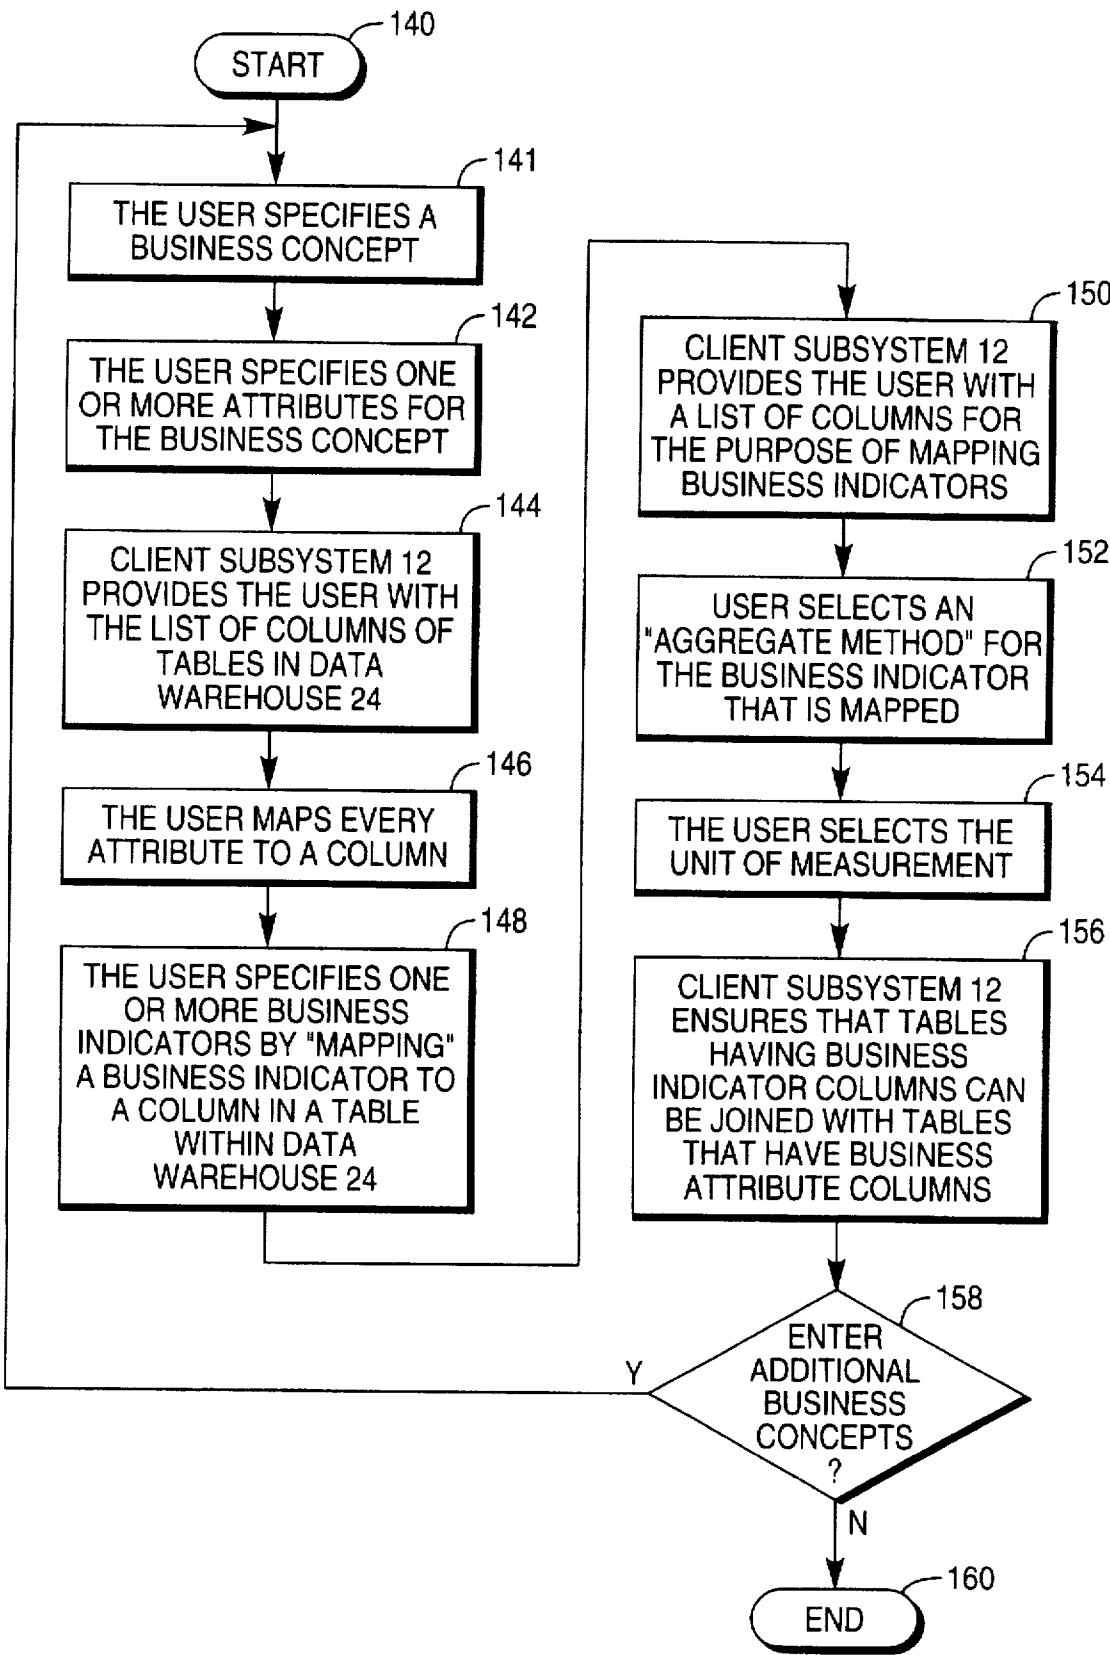 140
START
141
THE USER SPECIFIES A
BUSINESS CONCEPT
142
THE USER SPECIFIES ONE
OR MORE ATTRIBUTES FOR
THE BUSINESS CONCEPT
144
CLIENT SUBSYSTEM 12
PROVIDES THE USER WITH
THE LIST OF COLUMNS OF
TABLES IN DATA
WAREHOUSE 24
146
THE USER MAPS EVERY
ATTRIBUTE TO A COLUMN
148
THE USER SPECIFIES ONE
OR MORE BUSINESS
INDICATORS BY "MAPPING"
A BUSINESS INDICATOR TO
A COLUMN IN A TABLE
WITHIN DATA
WAREHOUSE 24
150
CLIENT SUBSYSTEM 12
PROVIDES THE USER WITH
A LIST OF COLUMNS FOR
THE PURPOSE OF MAPPING
BUSINESS INDICATORS
152
USER SELECTS AN
"AGGREGATE METHOD" FOR
THE BUSINESS INDICATOR
THAT IS MAPPED
154
THE USER SELECTS THE
UNIT OF MEASUREMENT
156
CLIENT SUBSYSTEM 12
ENSURES THAT TABLES
HAVING BUSINESS
INDICATOR COLUMNS CAN
BE JOINED WITH TABLES
THAT HAVE BUSINESS
ATTRIBUTE COLUMNS
158
ENTER
ADDITIONAL
BUSINESS
CONCEPTS
?
Y
N
160
END